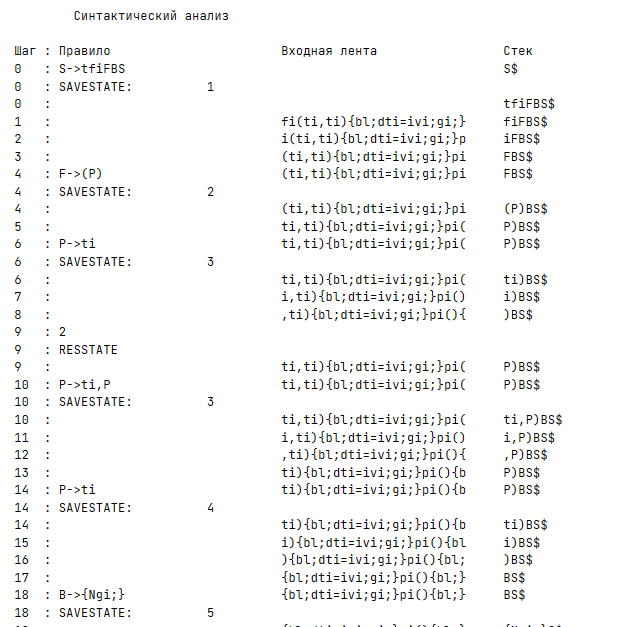 Синтактический анализ
Шаг : Правило Входная лента Стек
0 : S->tfiFBS S$
0 : SAVESTATE: 1
0 : tfiFBS$
1 : fi(ti,ti){bl;dti=ivi;gi;} fiFBS$
2 : i(ti,ti){bl;dti=ivi;gi;}p iFBS$
3 : (ti,ti){bl;dti=ivi;gi;}pi FBS$
4 : F->(P) (ti,ti){bl;dti=ivi;gi;}pi FBS$
4 : SAVESTATE: 2
4 : (ti,ti){bl;dti=ivi;gi;}pi (P)BS$
5 : ti,ti){bl;dti=ivi;gi;}pi( P)BS$
6 : P->ti ti,ti){bl;dti=ivi;gi;}pi( P)BS$
6 : SAVESTATE: 3
6 : ti,ti){bl;dti=ivi;gi;}pi( ti)BS$
7 : i,ti){bl;dti=ivi;gi;}pi() i)BS$
8 : ,ti){bl;dti=ivi;gi;}pi(){ )BS$
9 : 2
9 : RESSTATE
9 : ti,ti){bl;dti=ivi;gi;}pi( P)BS$
10 : P->ti,P ti,ti){bl;dti=ivi;gi;}pi( P)BS$
10 : SAVESTATE: 3
10 : ti,ti){bl;dti=ivi;gi;}pi( ti,P)BS$
11 : i,ti){bl;dti=ivi;gi;}pi() i,P)BS$
12 : ,ti){bl;dti=ivi;gi;}pi(){ ,P)BS$
13 : ti){bl;dti=ivi;gi;}pi(){b P)BS$
14 : P->ti ti){bl;dti=ivi;gi;}pi(){b P)BS$
14 : SAVESTATE: 4
14 : ti){bl;dti=ivi;gi;}pi(){b ti)BS$
15 : i){bl;dti=ivi;gi;}pi(){bl i)BS$
16 : ){bl;dti=ivi;gi;}pi(){bl; )BS$
17 : {bl;dti=ivi;gi;}pi(){bl;} BS$
18 : B->{Ngi;} {bl;dti=ivi;gi;}pi(){bl;} BS$
18 : SAVESTATE: 5